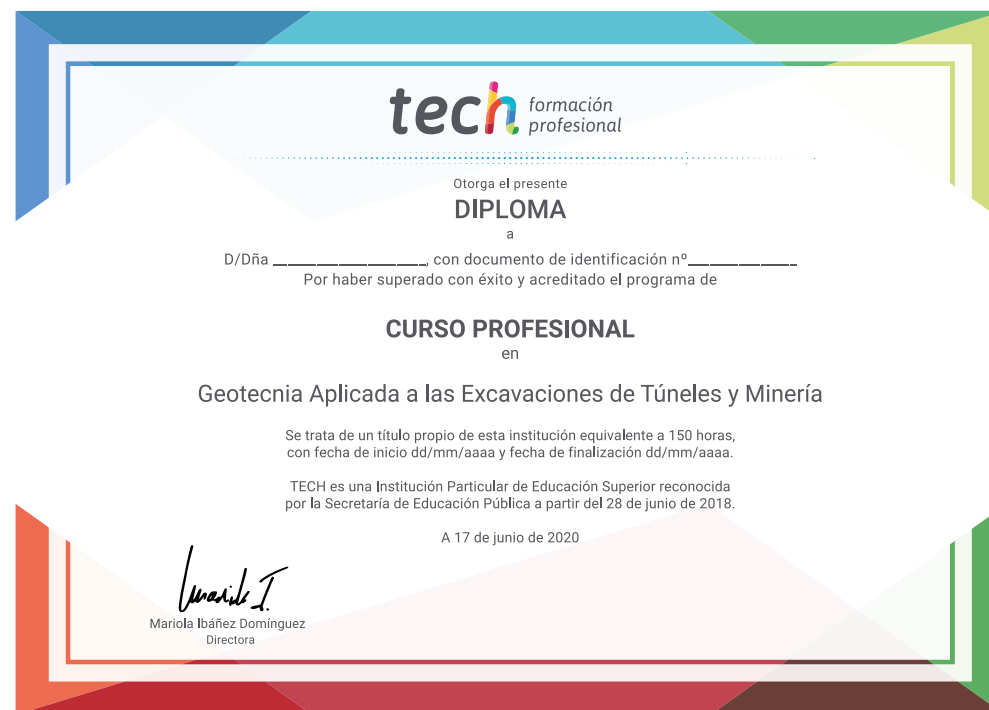 tech formación
profesional
Otorga el presente
DIPLOMA
a
D/Dña ____________________, con documento de identificación nº______________
Por haber superado con éxito y acreditado el programa de
CURSO PROFESIONAL
en
Geotecnia Aplicada a las Excavaciones de Túneles y Minería
Se trata de un título propio de esta institución equivalente a 150 horas,
con fecha de inicio dd/mm/aaaa y fecha de finalización dd/mm/aaaa.
TECH es una Institución Particular de Educación Superior reconocida
por la Secretaría de Educación Pública a partir del 28 de junio de 2018.
A 17 de junio de 2020
Mariola Ibáñez Domínguez
Directora